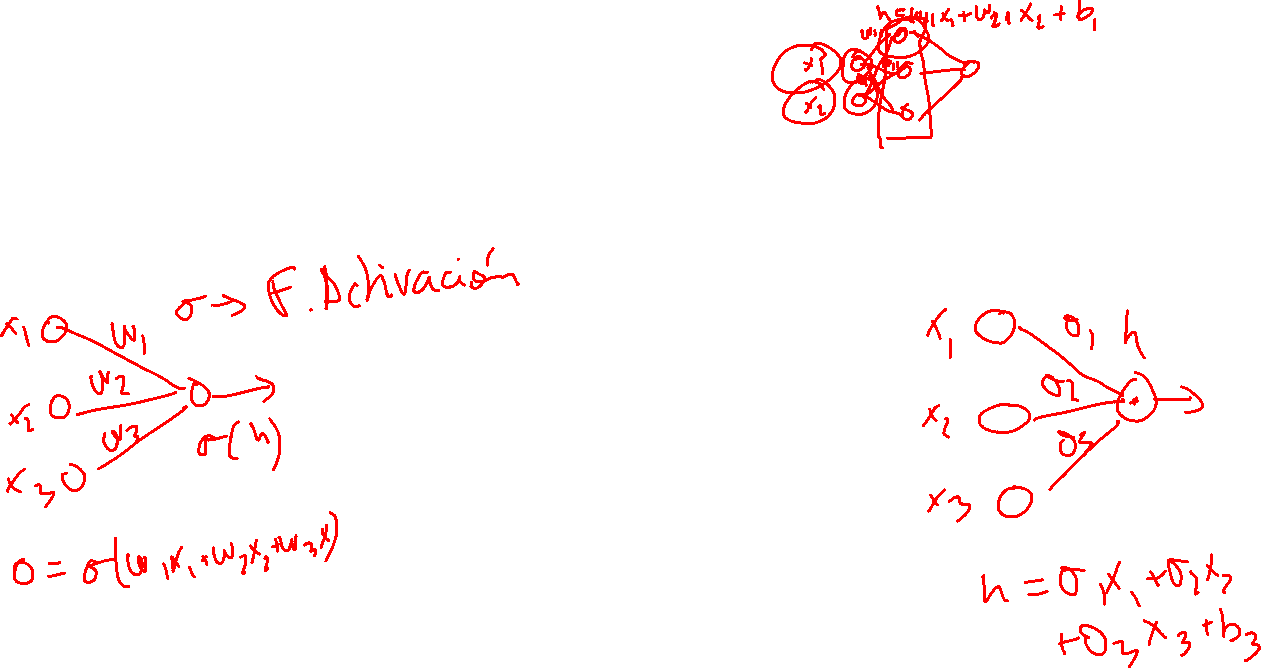 h = w11x1 + w21x2 + b1
x1
x2
σ → F. Activación
x1 w1
x2 w2
x3 w3
σ(h)
O = σ(w1x1 + w2x2 + w3x)
x1 σ1 h
x2 σ2
x3 σ3
h = σ1x1 + σ2x2
+ σ3x3 + b3